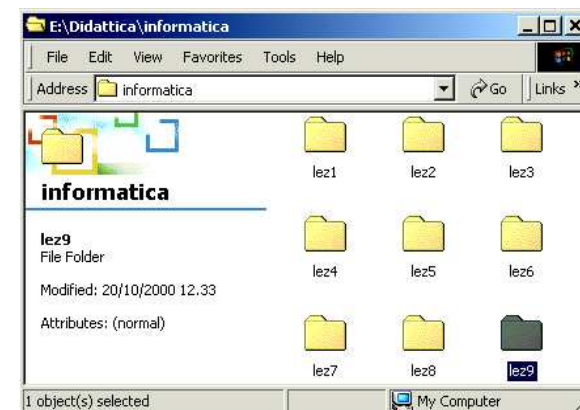 E:\Didattica\informatica
File Edit View Favorites Tools Help
Address informatica Go Links »
informatica
lez9
File Folder
Modified: 20/10/2000 12.33
Attributes: (normal)
lez1 lez2 lez3
lez4 lez5 lez6
lez7 lez8 lez9
1 object(s) selected My Computer